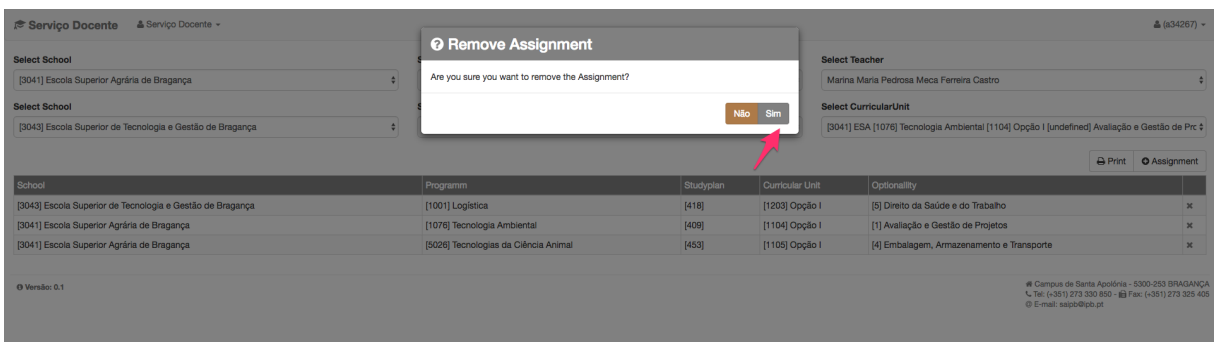 Serviço Docente Serviço Docente (a34267)
Remove Assignment
Select School S Select Teacher
[3041] Escola Superior Agrária de Bragança Are you sure you want to remove the Assignment? Marina Maria Pedrosa Meca Ferreira Castro
Select School S Select CurricularUnit
Não Sim
[3043] Escola Superior de Tecnologia e Gestão de Bragança [3041] ESA [1076] Tecnologia Ambiental [1104] Opção I [undefined] Avaliação e Gestão de Prc
Print Assignment
School Programm Studyplan Curricular Unit Optionallity
[3043] Escola Superior de Tecnologia e Gestão de Bragança [1001] Logística [418] [1203] Opção I [5] Direito da Saúde e do Trabalho
[3041] Escola Superior Agrária de Bragança [1076] Tecnologia Ambiental [409] [1104] Opção I [1] Avaliação e Gestão de Projetos
[3041] Escola Superior Agrária de Bragança [5026] Tecnologias da Ciência Animal [453] [1105] Opção I [4] Embalagem, Armazenamento e Transporte
Versão: 0.1 Campus de Santa Apolónia - 5300-253 BRAGANÇA
Tel: (+351) 273 330 850 - Fax: (+351) 273 325 405
E-mail: saipb@ipb.pt